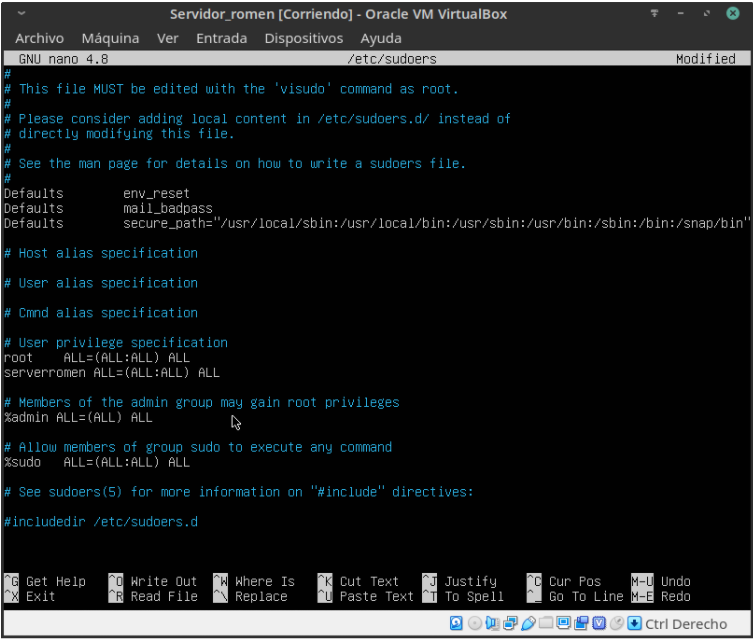 Servidor_romen [Corriendo] - Oracle VM VirtualBox
Archivo Máquina Ver Entrada Dispositivos Ayuda
GNU nano 4.8 /etc/sudoers Modified
#
# This file MUST be edited with the 'visudo' command as root.
#
# Please consider adding local content in /etc/sudoers.d/ instead of
# directly modifying this file.
#
# See the man page for details on how to write a sudoers file.
#
Defaults env_reset
Defaults mail_badpass
Defaults secure_path="/usr/local/sbin:/usr/local/bin:/usr/sbin:/usr/bin:/sbin:/bin:/snap/bin"
# Host alias specification
# User alias specification
# Cmnd alias specification
# User privilege specification
root ALL=(ALL:ALL) ALL
serverromen ALL=(ALL:ALL) ALL
# Members of the admin group may gain root privileges
%admin ALL=(ALL) ALL
# Allow members of group sudo to execute any command
%sudo ALL=(ALL:ALL) ALL
# See sudoers(5) for more information on "#include" directives:
#includedir /etc/sudoers.d
^G Get Help ^O Write Out ^W Where Is ^K Cut Text ^J Justify ^C Cur Pos M-U Undo
^X Exit ^R Read File ^\ Replace ^U Paste Text ^T To Spell ^_ Go To Line M-E Redo
Ctrl Derecho